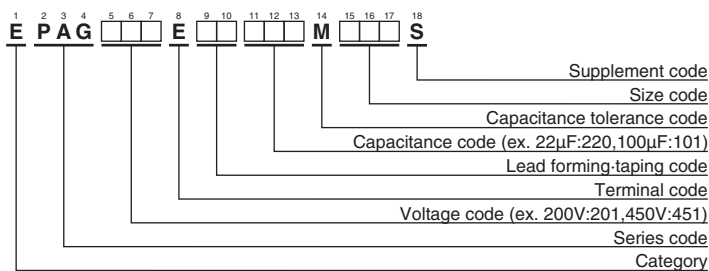 1 2 3 4 5 6 7 8 9 10 11 12 13 14 15 16 17 18
E PAG E M S
Supplement code
Size code
Capacitance tolerance code
Capacitance code (ex. 22μF:220,100μF:101)
Lead forming·taping code
Terminal code
Voltage code (ex. 200V:201,450V:451)
Series code
Category